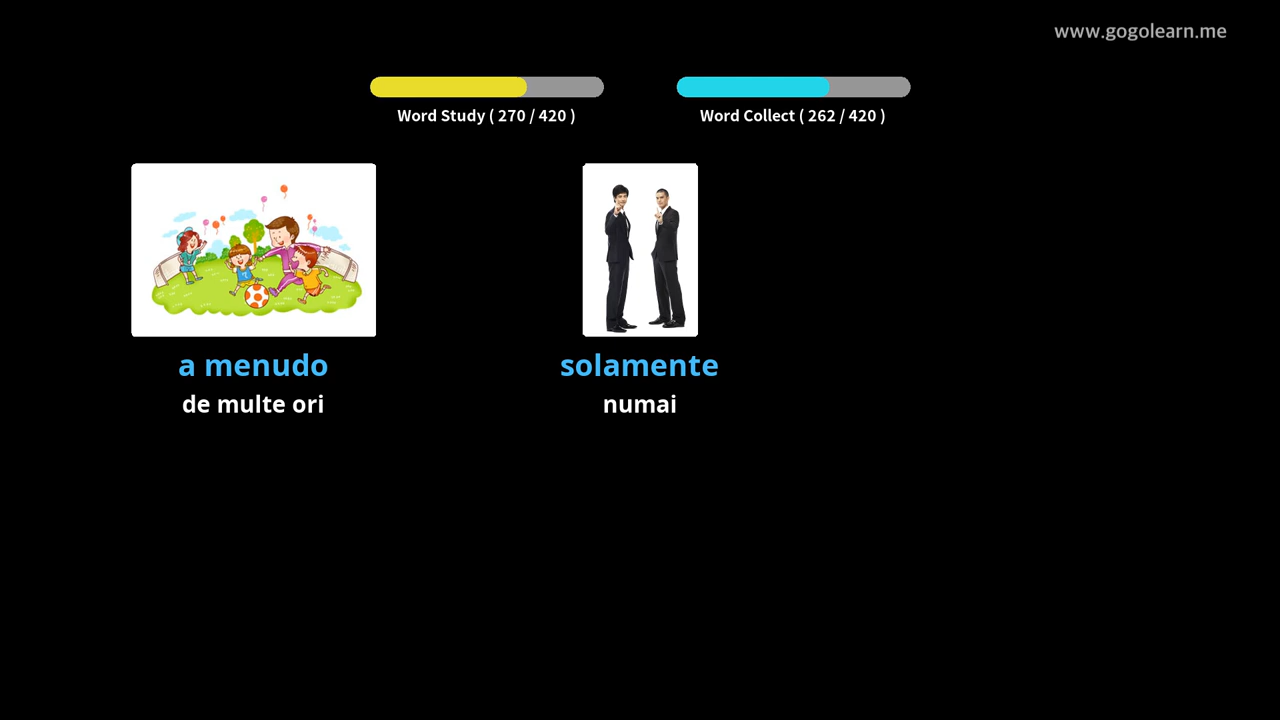 www.gogolearn.me
Word Study ( 270 / 420 )
Word Collect ( 262 / 420 )
a menudo
de multe ori
solamente
numai